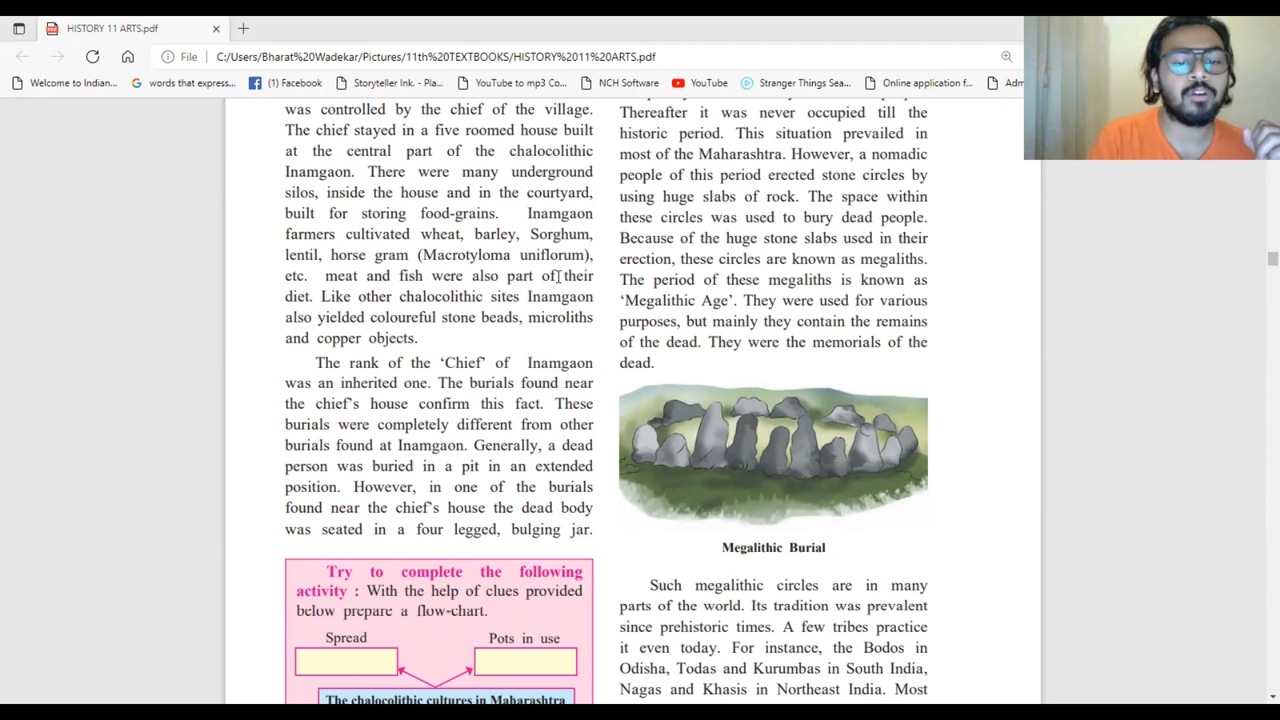 HISTORY 11 ARTS.pdf
File
C:/Users/Bharat%20Wadekar/Pictures/11th%20TEXTBOOKS/HISTORY%2011%20ARTS.pdf
Welcome to Indian...
words that express...
(1) Facebook
Storyteller Ink. - Pla...
YouTube to mp3 Co...
NCH Software
YouTube
Stranger Things Sea...
Online application f...
Adm
was controlled by the chief of the village.
The chief stayed in a five roomed house built
at the central part of the chalcolithic
Inamgaon. There were many underground
silos, inside the house and in the courtyard,
built for storing food-grains. Inamgaon
farmers cultivated wheat, barley, Sorghum,
lentil, horse gram (Macrotyloma uniflorum),
etc. meat and fish were also part of their
diet. Like other chalcolithic sites Inamgaon
also yielded coloureful stone beads, microliths
and copper objects.
The rank of the ‘Chief’ of Inamgaon
was an inherited one. The burials found near
the chief's house confirm this fact. These
burials were completely different from other
burials found at Inamgaon. Generally, a dead
person was buried in a pit in an extended
position. However, in one of the burials
found near the chief's house the dead body
was seated in a four legged, bulging jar.
Try to complete the following
activity : With the help of clues provided
below prepare a flow-chart.
Spread
Pots in use
The chalcolithic cultures in Maharashtra
Thereafter it was never occupied till the
historic period. This situation prevailed in
most of the Maharashtra. However, a nomadic
people of this period erected stone circles by
using huge slabs of rock. The space within
these circles was used to bury dead people.
Because of the huge stone slabs used in their
erection, these circles are known as megaliths.
The period of these megaliths is known as
‘Megalithic Age’. They were used for various
purposes, but mainly they contain the remains
of the dead. They were the memorials of the
dead.
Megalithic Burial
Such megalithic circles are in many
parts of the world. Its tradition was prevalent
since prehistoric times. A few tribes practice
it even today. For instance, the Bodos in
Odisha, Todas and Kurumbas in South India,
Nagas and Khasis in Northeast India. Most